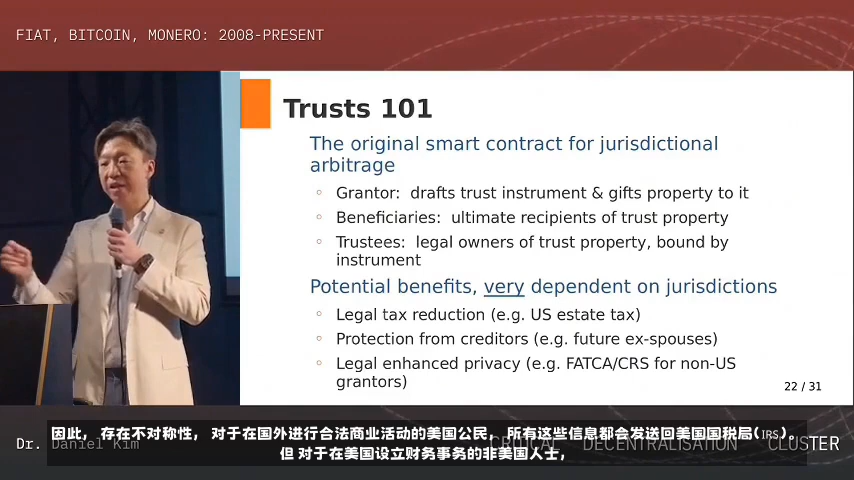 FIAT, BITCOIN, MONERO: 2008-PRESENT
Trusts 101
The original smart contract for jurisdictional
arbitrage
Grantor: drafts trust instrument & gifts property to it
Beneficiaries: ultimate recipients of trust property
Trustees: legal owners of trust property, bound by
instrument
Potential benefits, very dependent on jurisdictions
Legal tax reduction (e.g. US estate tax)
Protection from creditors (e.g. future ex-spouses)
Legal enhanced privacy (e.g. FATCA/CRS for non-US
grantors)
22 / 31
因此， 存在不对称性， 对于在国外进行合法商业活动的美国公民， 所有这些信息都会发送回美国国税局(IRS)。
Dr. Daniel Kim
CRITICAL DECENTRALISATION CLUSTER
但 对于在美国设立财务事务的非美国人士，